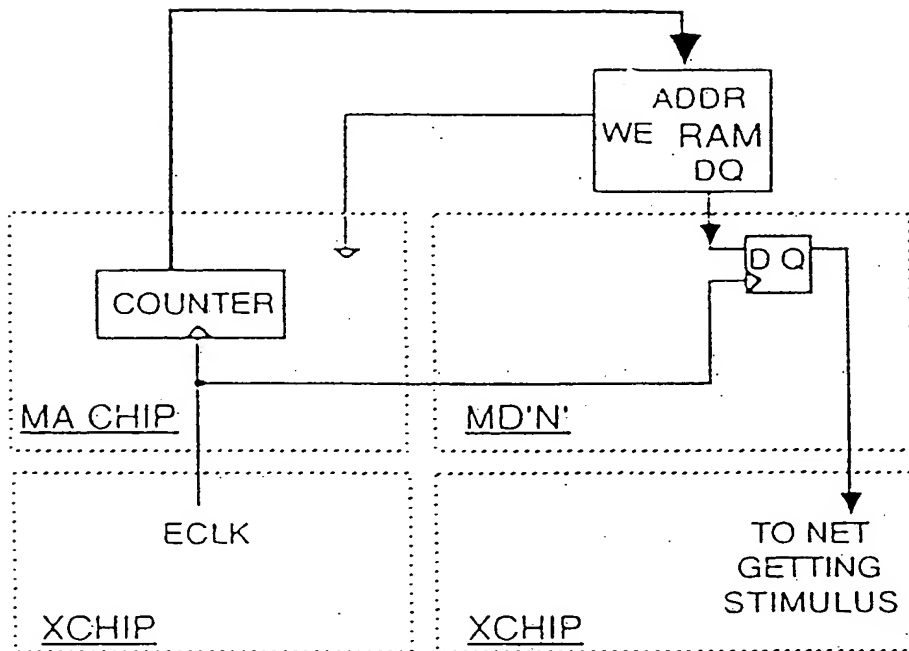 ADDR
WE RAM
DQ
D Q
COUNTER
MA CHIP
MD'N'
ECLK
TO NET
GETTING
STIMULUS
XCHIP
XCHIP